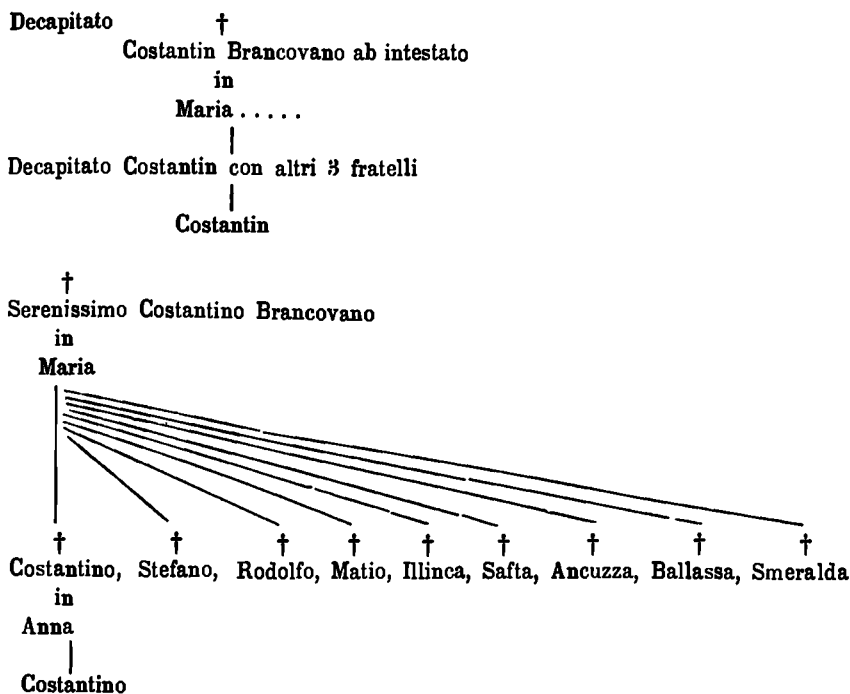 Decapitato †
Costantin Brancovano ab intestato
in
Maria . . . . .
Decapitato Costantin con altri 3 fratelli
Costantin
†
Serenissimo Costantino Brancovano
in
Maria
† † † † † † † † †
Costantino, Stefano, Rodolfo, Matio, Illinca, Safta, Ancuzza, Ballassa, Smeralda
in
Anna
Costantino